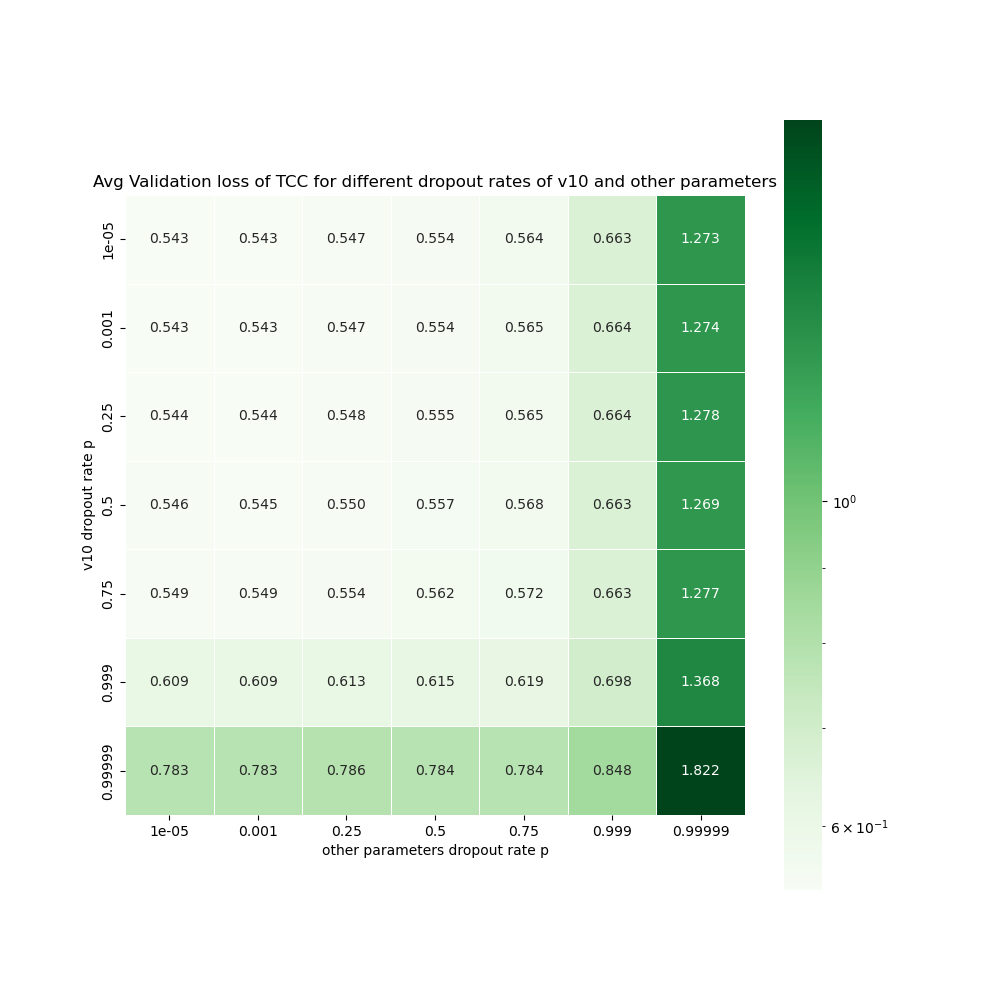 Avg Validation loss of TCC for different dropout rates of v10 and other parameters
v10 dropout rate p
1e-05 0.543 0.543 0.547 0.554 0.564 0.663 1.273
0.001 0.543 0.543 0.547 0.554 0.565 0.664 1.274
0.25 0.544 0.544 0.548 0.555 0.565 0.664 1.278
0.5 0.546 0.545 0.550 0.557 0.568 0.663 1.269
0.75 0.549 0.549 0.554 0.562 0.572 0.663 1.277
0.999 0.609 0.609 0.613 0.615 0.619 0.698 1.368
0.99999 0.783 0.783 0.786 0.784 0.784 0.848 1.822
1e-05 0.001 0.25 0.5 0.75 0.999 0.99999
other parameters dropout rate p
10⁰
6 × 10⁻¹